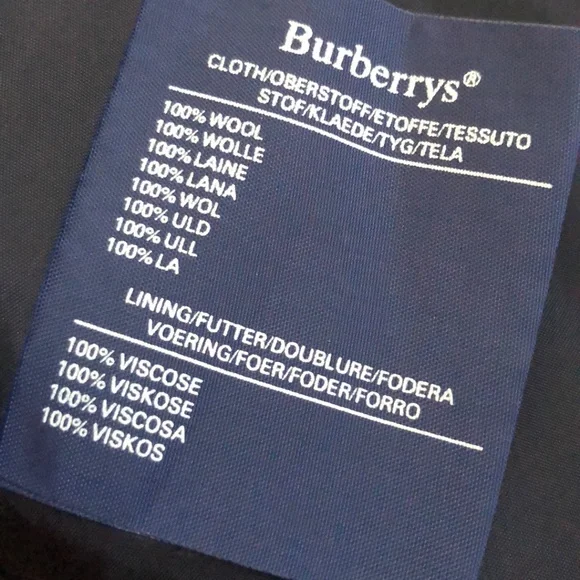 Burberrys®
CLOTH/OBERSTOFF/ETOFFE/TESSUTO
STOF/KLAEDE/TYG/TELA
100% WOOL
100% WOLLE
100% LAINE
100% LANA
100% WOL
100% ULD
100% ULL
100% LA
LINING/FUTTER/DOUBLURE/FODERA
VOERING/FOER/FODER/FORRO
100% VISCOSE
100% VISKOSE
100% VISCOSA
100% VISKOS